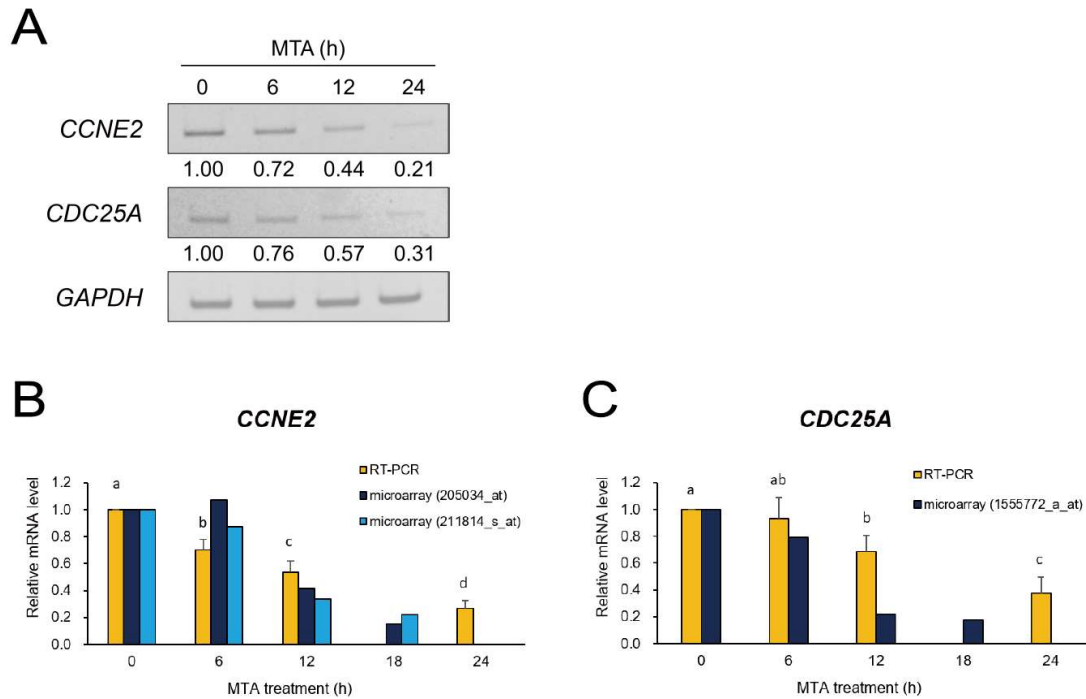 A
MTA (h)
0 6 12 24
CCNE2
1.00 0.72 0.44 0.21
CDC25A
1.00 0.76 0.57 0.31
GAPDH
B
CCNE2
RT-PCR
microarray (205034_at)
microarray (211814_s_at)
Relative mRNA level
1.2
1.0
0.8
0.6
0.4
0.2
0.0
a
b
c
d
0 6 12 18 24
MTA treatment (h)
C
CDC25A
RT-PCR
microarray (1555772_a_at)
Relative mRNA level
1.2
1.0
0.8
0.6
0.4
0.2
0.0
a
ab
b
c
0 6 12 18 24
MTA treatment (h)